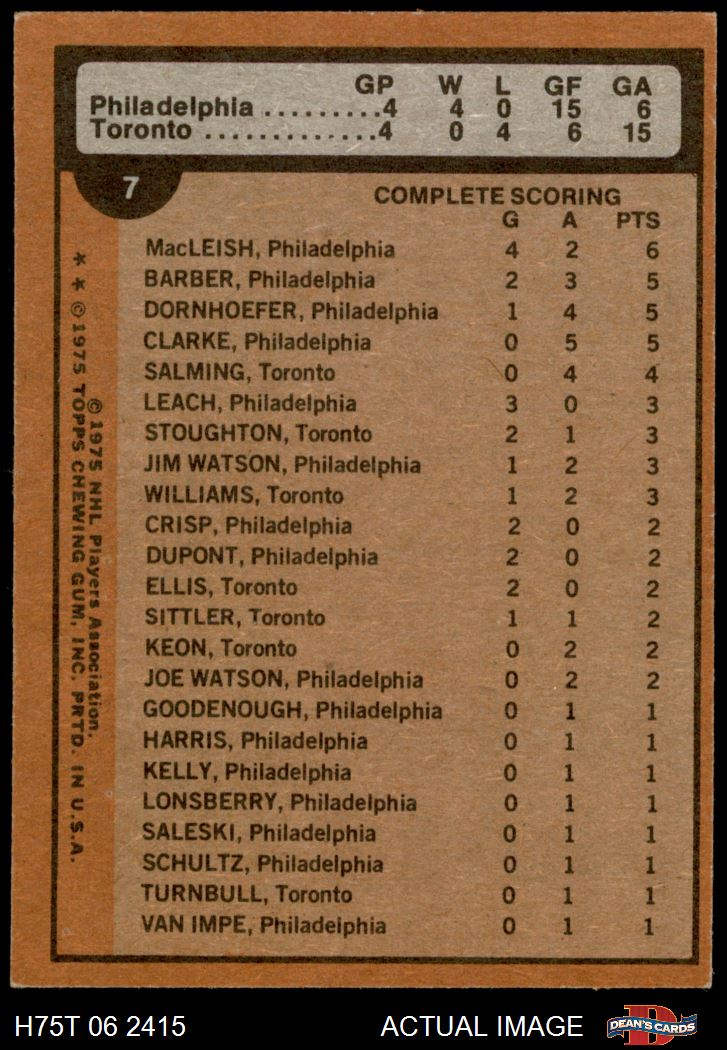 GP W L GF GA
Philadelphia .........4 4 0 15 6
Toronto ..............4 0 4 6 15
7
COMPLETE SCORING
G A PTS
MacLEISH, Philadelphia 4 2 6
BARBER, Philadelphia 2 3 5
DORNHOEFER, Philadelphia 1 4 5
CLARKE, Philadelphia 0 5 5
SALMING, Toronto 0 4 4
LEACH, Philadelphia 3 0 3
STOUGHTON, Toronto 2 1 3
JIM WATSON, Philadelphia 1 2 3
WILLIAMS, Toronto 1 2 3
CRISP, Philadelphia 2 0 2
DUPONT, Philadelphia 2 0 2
ELLIS, Toronto 2 0 2
SITTLER, Toronto 1 1 2
KEON, Toronto 0 2 2
JOE WATSON, Philadelphia 0 2 2
GOODENOUGH, Philadelphia 0 1 1
HARRIS, Philadelphia 0 1 1
KELLY, Philadelphia 0 1 1
LONSBERRY, Philadelphia 0 1 1
SALESKI, Philadelphia 0 1 1
SCHULTZ, Philadelphia 0 1 1
TURNBULL, Toronto 0 1 1
VAN IMPE, Philadelphia 0 1 1
©1975 NHL Players Association.
* * ©1975 TOPPS CHEWING GUM, INC. PRTD. IN U.S.A.
H75T 06 2415 ACTUAL IMAGE
D
DEAN'S CARDS